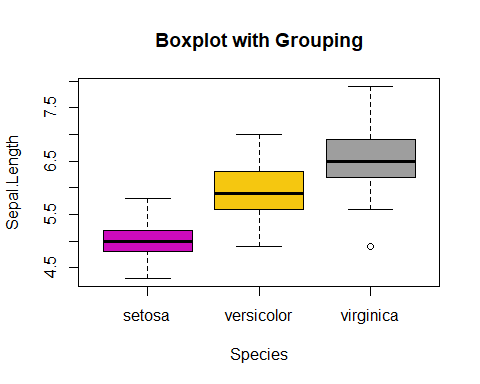 Boxplot with Grouping
Sepal.Length
7.5
6.5
5.5
4.5
setosa versicolor virginica
Species